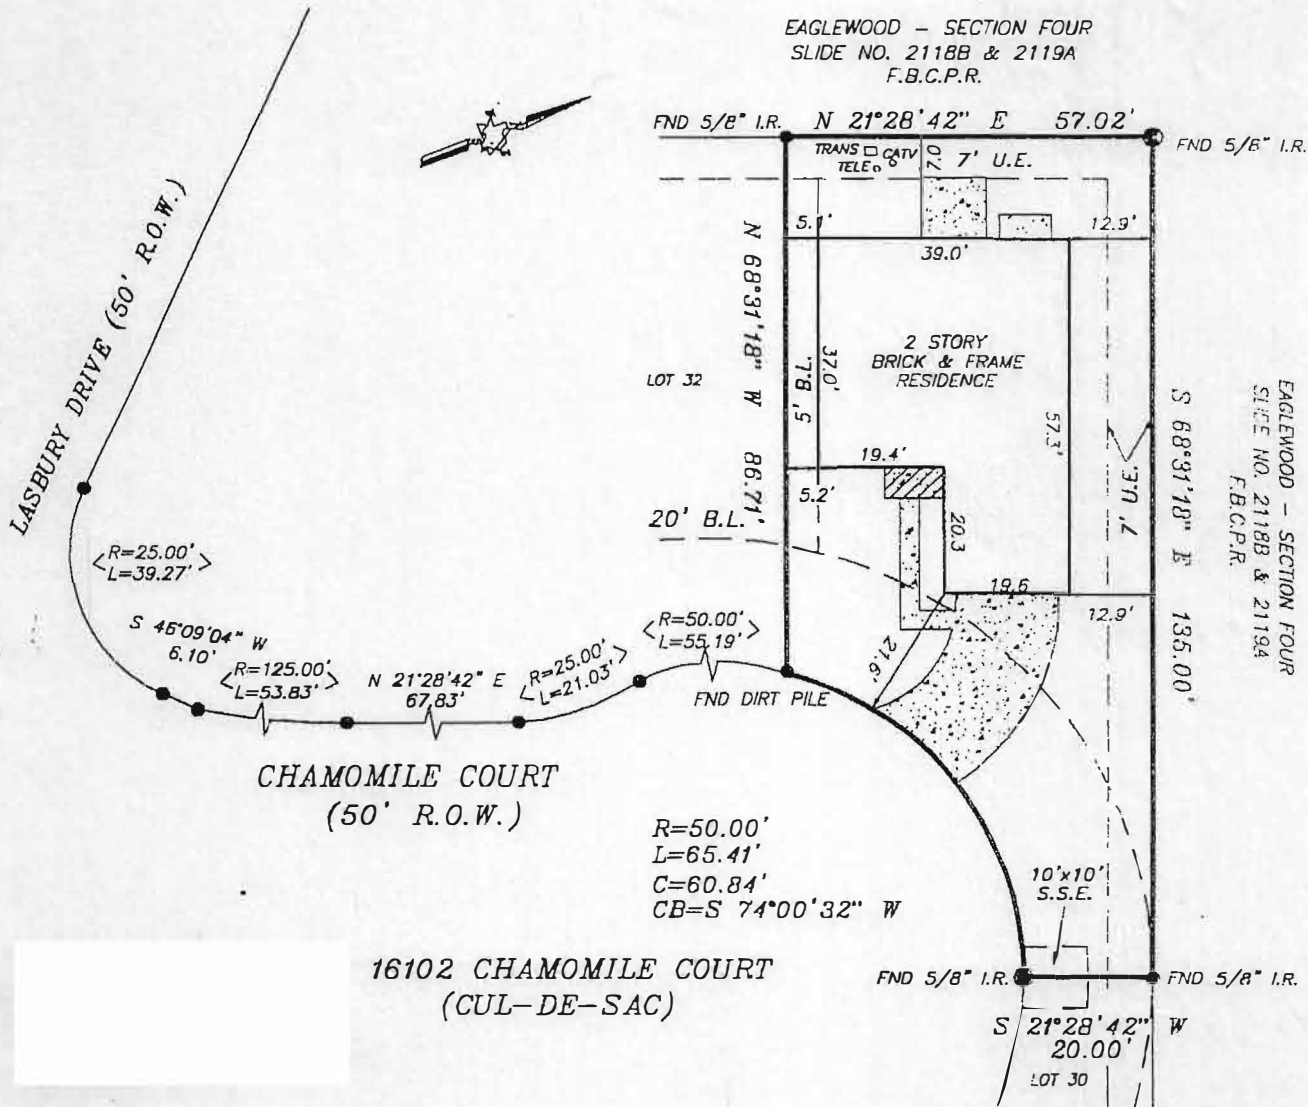 EAGLEWOOD - SECTION FOUR
SLIDE NO. 2118B & 2119A
F.B.C.P.R.
FND 5/8" I.R.
N 21°28'42" E 57.02'
FND 5/8" I.R.
TRANS
CATV
TELE
7.0
7' U.E.
5.1'
12.9'
39.0'
N 68°31'18" W 86.71'
LASBURY DRIVE (50' R.O.W.)
2 STORY
BRICK & FRAME
RESIDENCE
LOT 32
5' B.L.
37.0'
57.3'
7' U.E.
S 68°31'18" E 135.00'
EAGLEWOOD - SECTION FOUR
SLIDE NO. 2118B & 2119A
F.B.C.P.R.
19.4'
5.2'
20' B.L.
20.3
19.6
12.9'
21.6'
R=25.00'
L=39.27'
S 46°09'04" W
6.10'
R=125.00'
L=53.83'
N 21°28'42" E
67.83'
R=25.00'
L=21.03'
R=50.00'
L=55.19'
FND DIRT PILE
CHAMOMILE COURT
(50' R.O.W.)
R=50.00'
L=65.41'
C=60.84'
CB=S 74°00'32" W
10'x10'
S.S.E.
16102 CHAMOMILE COURT
(CUL-DE-SAC)
FND 5/8" I.R.
FND 5/8" I.R.
S 21°28'42" W
20.00'
LOT 30